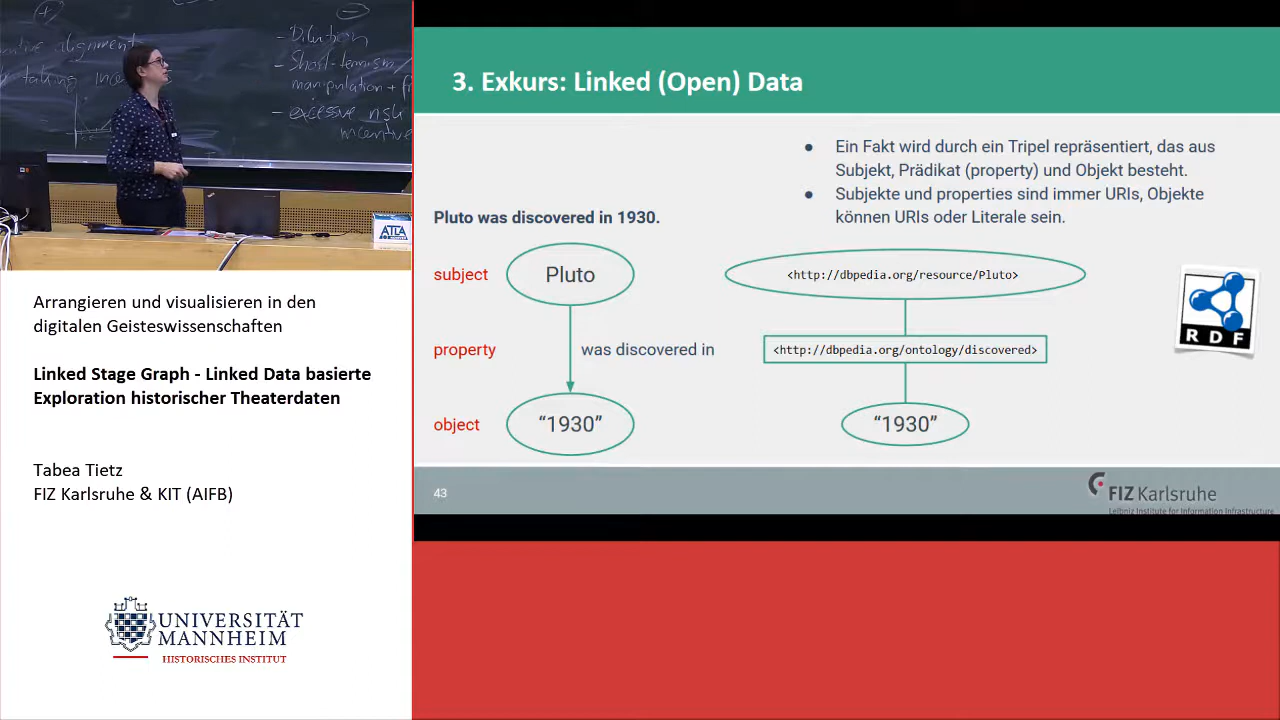 - Dilution
- Short-termism
manipulation +
- excessive risk
incentive
ATLA
Arrangieren und visualisieren in den
digitalen Geisteswissenschaften
Linked Stage Graph - Linked Data basierte
Exploration historischer Theaterdaten
Tabea Tietz
FIZ Karlsruhe & KIT (AIFB)
UNIVERSITÄT
MANNHEIM
HISTORISCHES INSTITUT
3. Exkurs: Linked (Open) Data
● Ein Fakt wird durch ein Tripel repräsentiert, das aus
Subjekt, Prädikat (property) und Objekt besteht.
● Subjekte und properties sind immer URIs, Objekte
können URIs oder Literale sein.
Pluto was discovered in 1930.
subject Pluto <http://dbpedia.org/resource/Pluto>
property was discovered in <http://dbpedia.org/ontology/discovered>
object “1930” “1930”
RDF
43
FIZ Karlsruhe
Leibniz Institute for Information Infrastructure